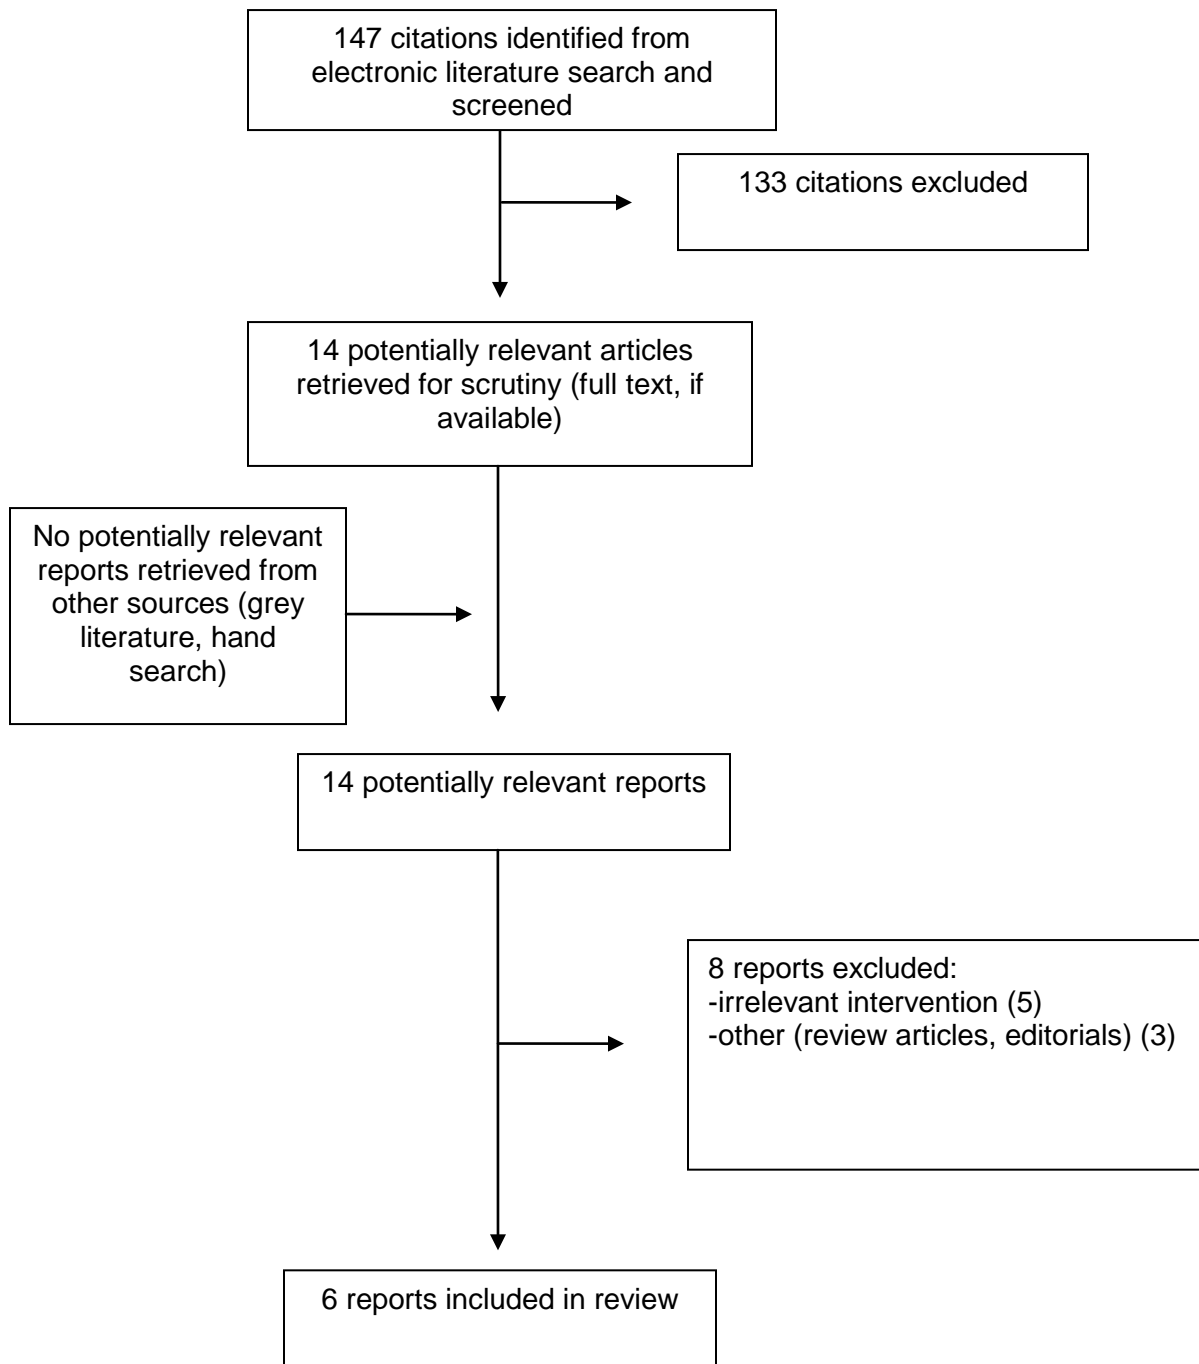 147 citations identified from
electronic literature search and
screened
133 citations excluded
14 potentially relevant articles
retrieved for scrutiny (full text, if
available)
No potentially relevant
reports retrieved from
other sources (grey
literature, hand
search)
14 potentially relevant reports
8 reports excluded:
-irrelevant intervention (5)
-other (review articles, editorials) (3)
6 reports included in review